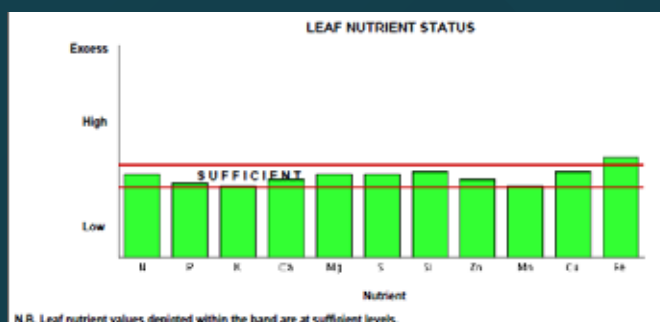 LEAF NUTRIENT STATUS
Excess
High
SUFFICIENT
Low
N P K Ca Mg S Si Zn Mn Cu Fe
Nutrient
N.B. Leaf nutrient values depicted within the band are at sufficient levels.